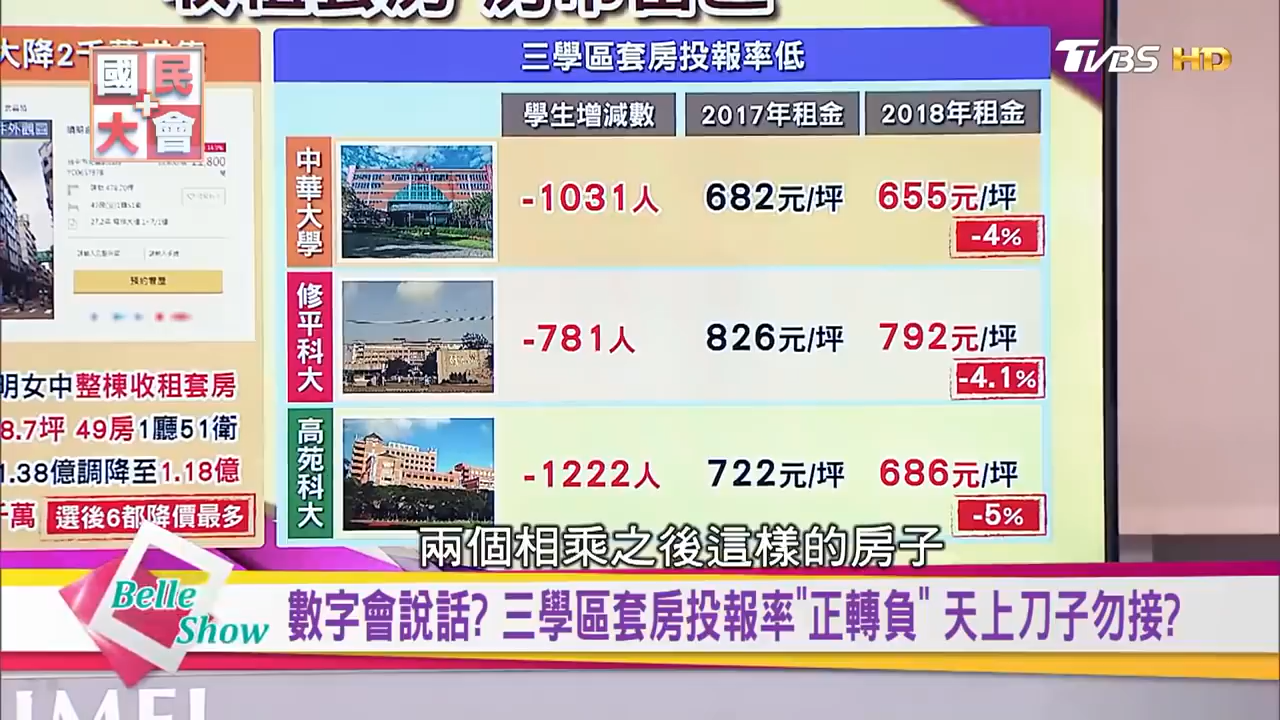 TVBS HD
國民大會
大降2千萬
三學區套房投報率低
學生增減數 2017年租金 2018年租金
中華大學 -1031人 682元/坪 655元/坪 -4%
修平科大 -781人 826元/坪 792元/坪 -4.1%
高苑科大 -1222人 722元/坪 686元/坪 -5%
預約看屋
明女中整棟收租套房
8.7坪 49房1廳51衛
1.38億調降至1.18億
千萬 選後6都降價最多
兩個相乘之後這樣的房子
Belle Show
數字會說話? 三學區套房投報率"正轉負" 天上刀子勿接?